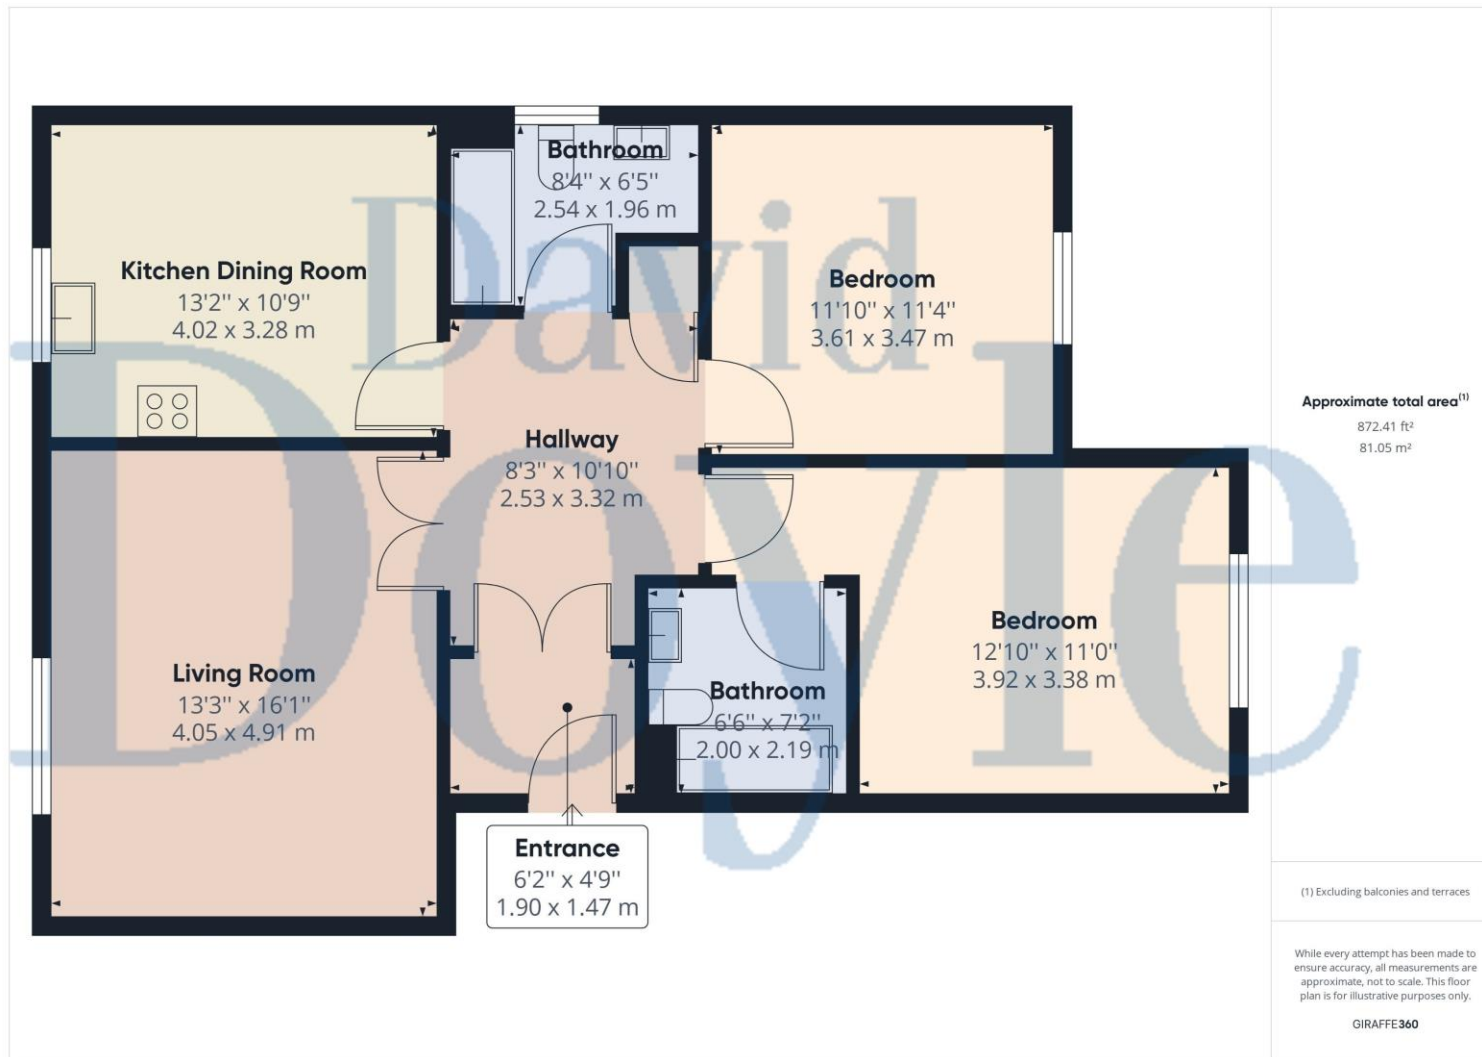 Kitchen Dining Room
13'2" x 10'9"
4.02 x 3.28 m
Bathroom
8'4" x 6'5"
2.54 x 1.96 m
Bedroom
11'10" x 11'4"
3.61 x 3.47 m
Hallway
8'3" x 10'10"
2.53 x 3.32 m
Living Room
13'3" x 16'1"
4.05 x 4.91 m
Bathroom
6'6" x 7'2"
2.00 x 2.19 m
Bedroom
12'10" x 11'0"
3.92 x 3.38 m
Entrance
6'2" x 4'9"
1.90 x 1.47 m
David
Doyle
Approximate total area(1)
872.41 ft²
81.05 m²
(1) Excluding balconies and terraces
While every attempt has been made to
ensure accuracy, all measurements are
approximate, not to scale. This floor
plan is for illustrative purposes only.
GIRAFFE360